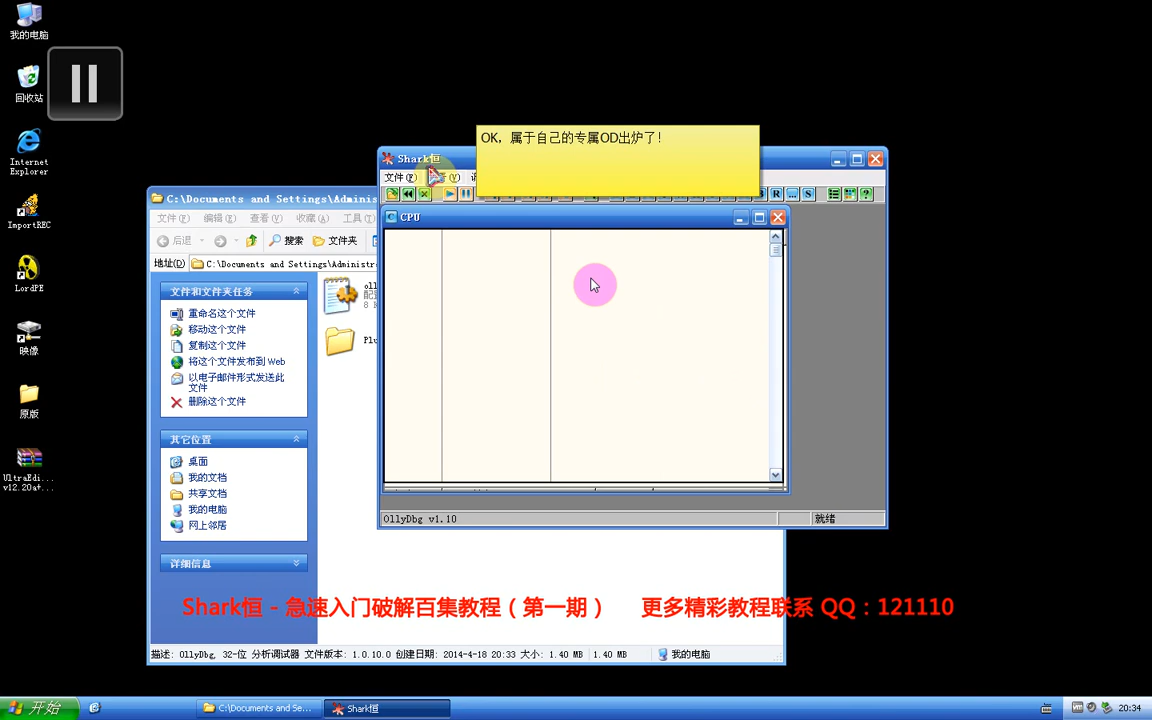 我的电脑
回收站
Internet
Explorer
ImportREC
LordPE
映像
原版
UltraEdi...
v12.20a+...
OK，属于自己的专属OD出炉了！
Shark恒
文件(F)
(V)
CPU
OllyDbg v1.10
就绪
C:\Documents and Settings\Adminis
文件(F) 编辑(E) 查看(V) 收藏(A) 工具(T)
后退 搜索 文件夹
地址(D) C:\Documents and Settings\Administr
文件和文件夹任务
重命名这个文件
移动这个文件
复制这个文件
将这个文件发布到 Web
以电子邮件形式发送此
文件
删除这个文件
其它位置
桌面
我的文档
共享文档
我的电脑
网上邻居
详细信息
Shark恒 - 急速入门破解百集教程（第一期） 更多精彩教程联系 QQ：121110
描述: OllyDbg, 32-位 分析调试器 文件版本: 1.0.10.0 创建日期: 2014-4-18 20:33 大小: 1.40 MB 1.40 MB 我的电脑
开始 C:\Documents and Se... Shark恒 20:34